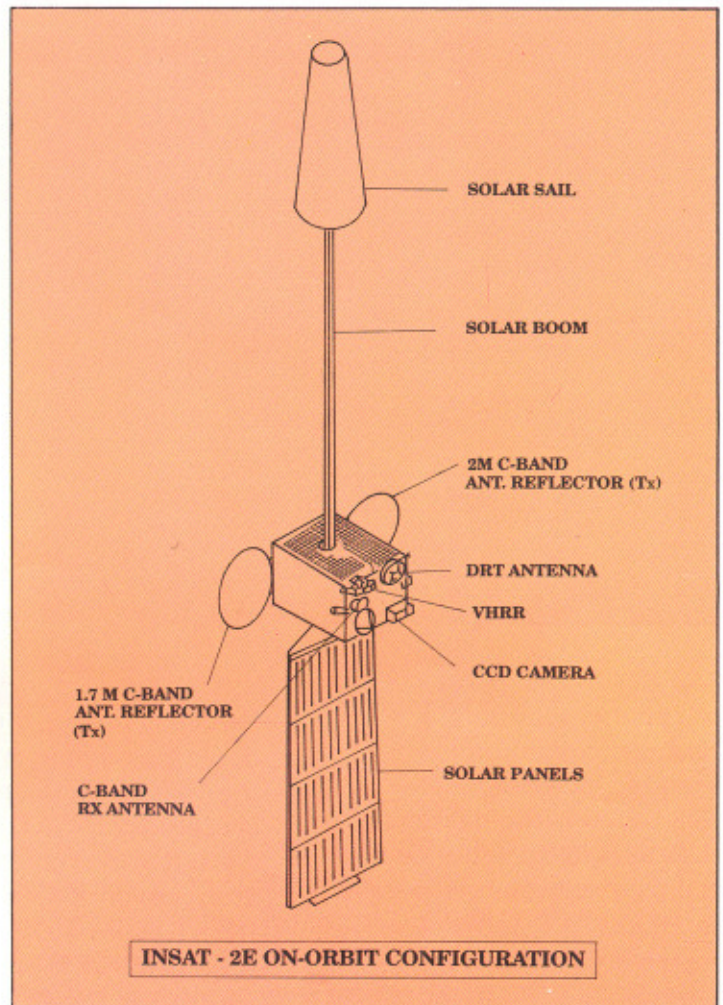 SOLAR SAIL
SOLAR BOOM
2M C-BAND
ANT. REFLECTOR (Tx)
DRT ANTENNA
VHRR
CCD CAMERA
1.7 M C-BAND
ANT. REFLECTOR
(Tx)
SOLAR PANELS
C-BAND
RX ANTENNA
INSAT - 2E ON-ORBIT CONFIGURATION